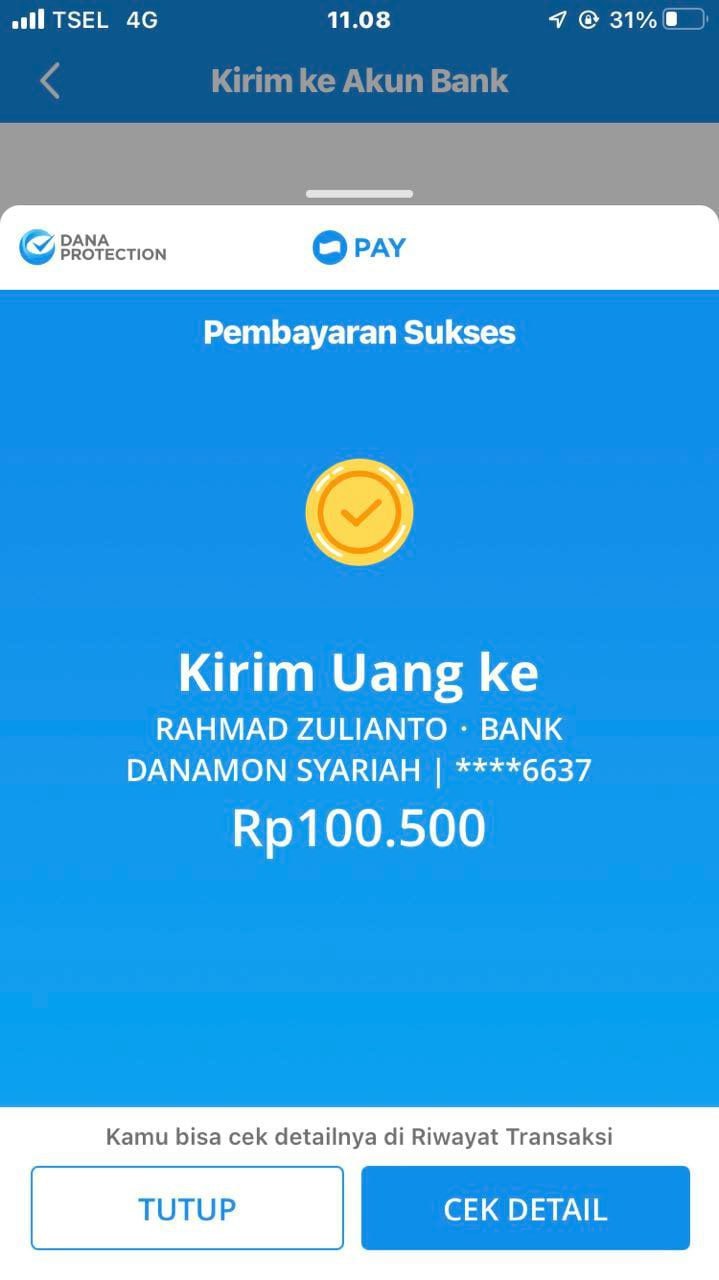 TSEL 4G 11.08 31%
Kirim ke Akun Bank
DANA
PROTECTION
PAY
Pembayaran Sukses
Kirim Uang ke
RAHMAD ZULIANTO · BANK
DANAMON SYARIAH | ****6637
Rp100.500
Kamu bisa cek detailnya di Riwayat Transaksi
TUTUP
CEK DETAIL